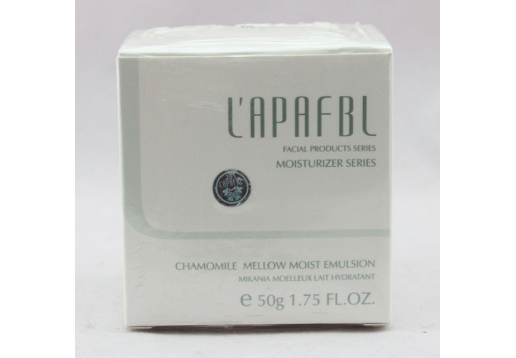 L'APAFBL
FACIAL PRODUCTS SERIES
MOISTURIZER SERIES
CHAMOMILE MELLOW MOIST EMULSION
MIKANIA MOELLEUX LAIT HYDRATANT
e 50g 1.75 FL.OZ.